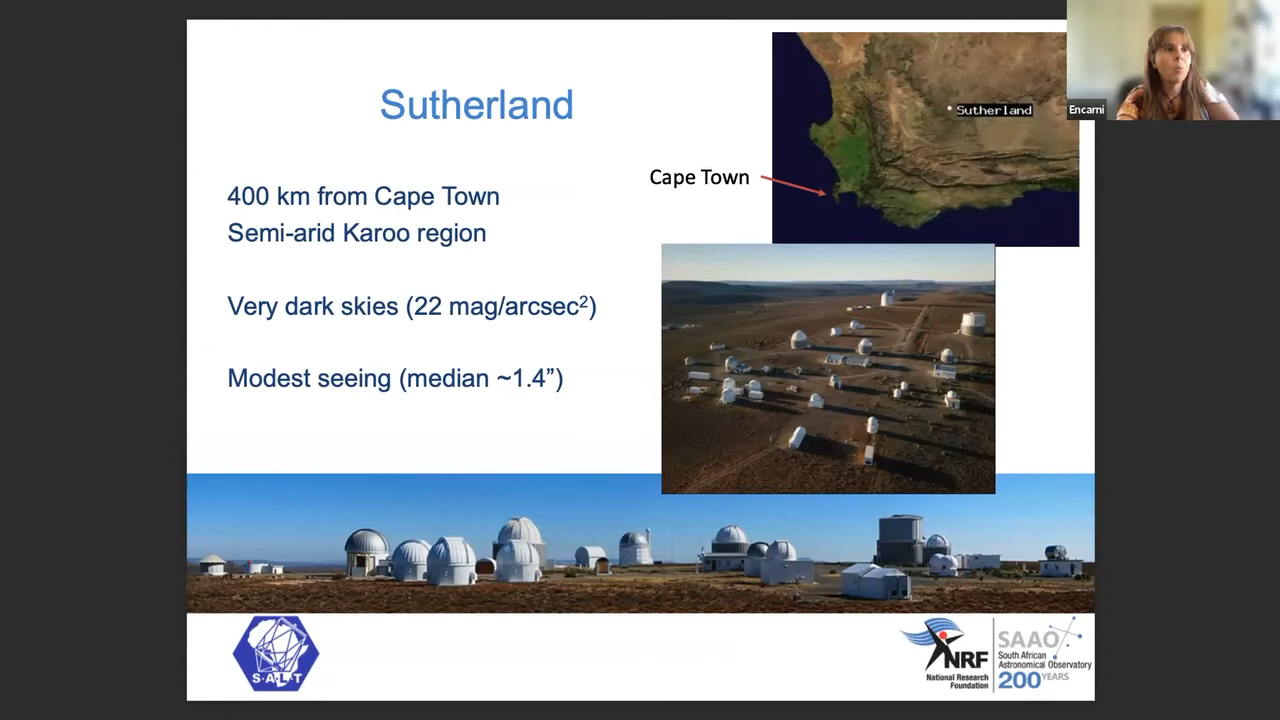 Sutherland
400 km from Cape Town
Semi-arid Karoo region
Very dark skies (22 mag/arcsec²)
Modest seeing (median ~1.4”)
Sutherland
Cape Town
Encarni
S·A·L·T
NRF
National Research
Foundation
SAAO
South African
Astronomical Observatory
200 YEARS